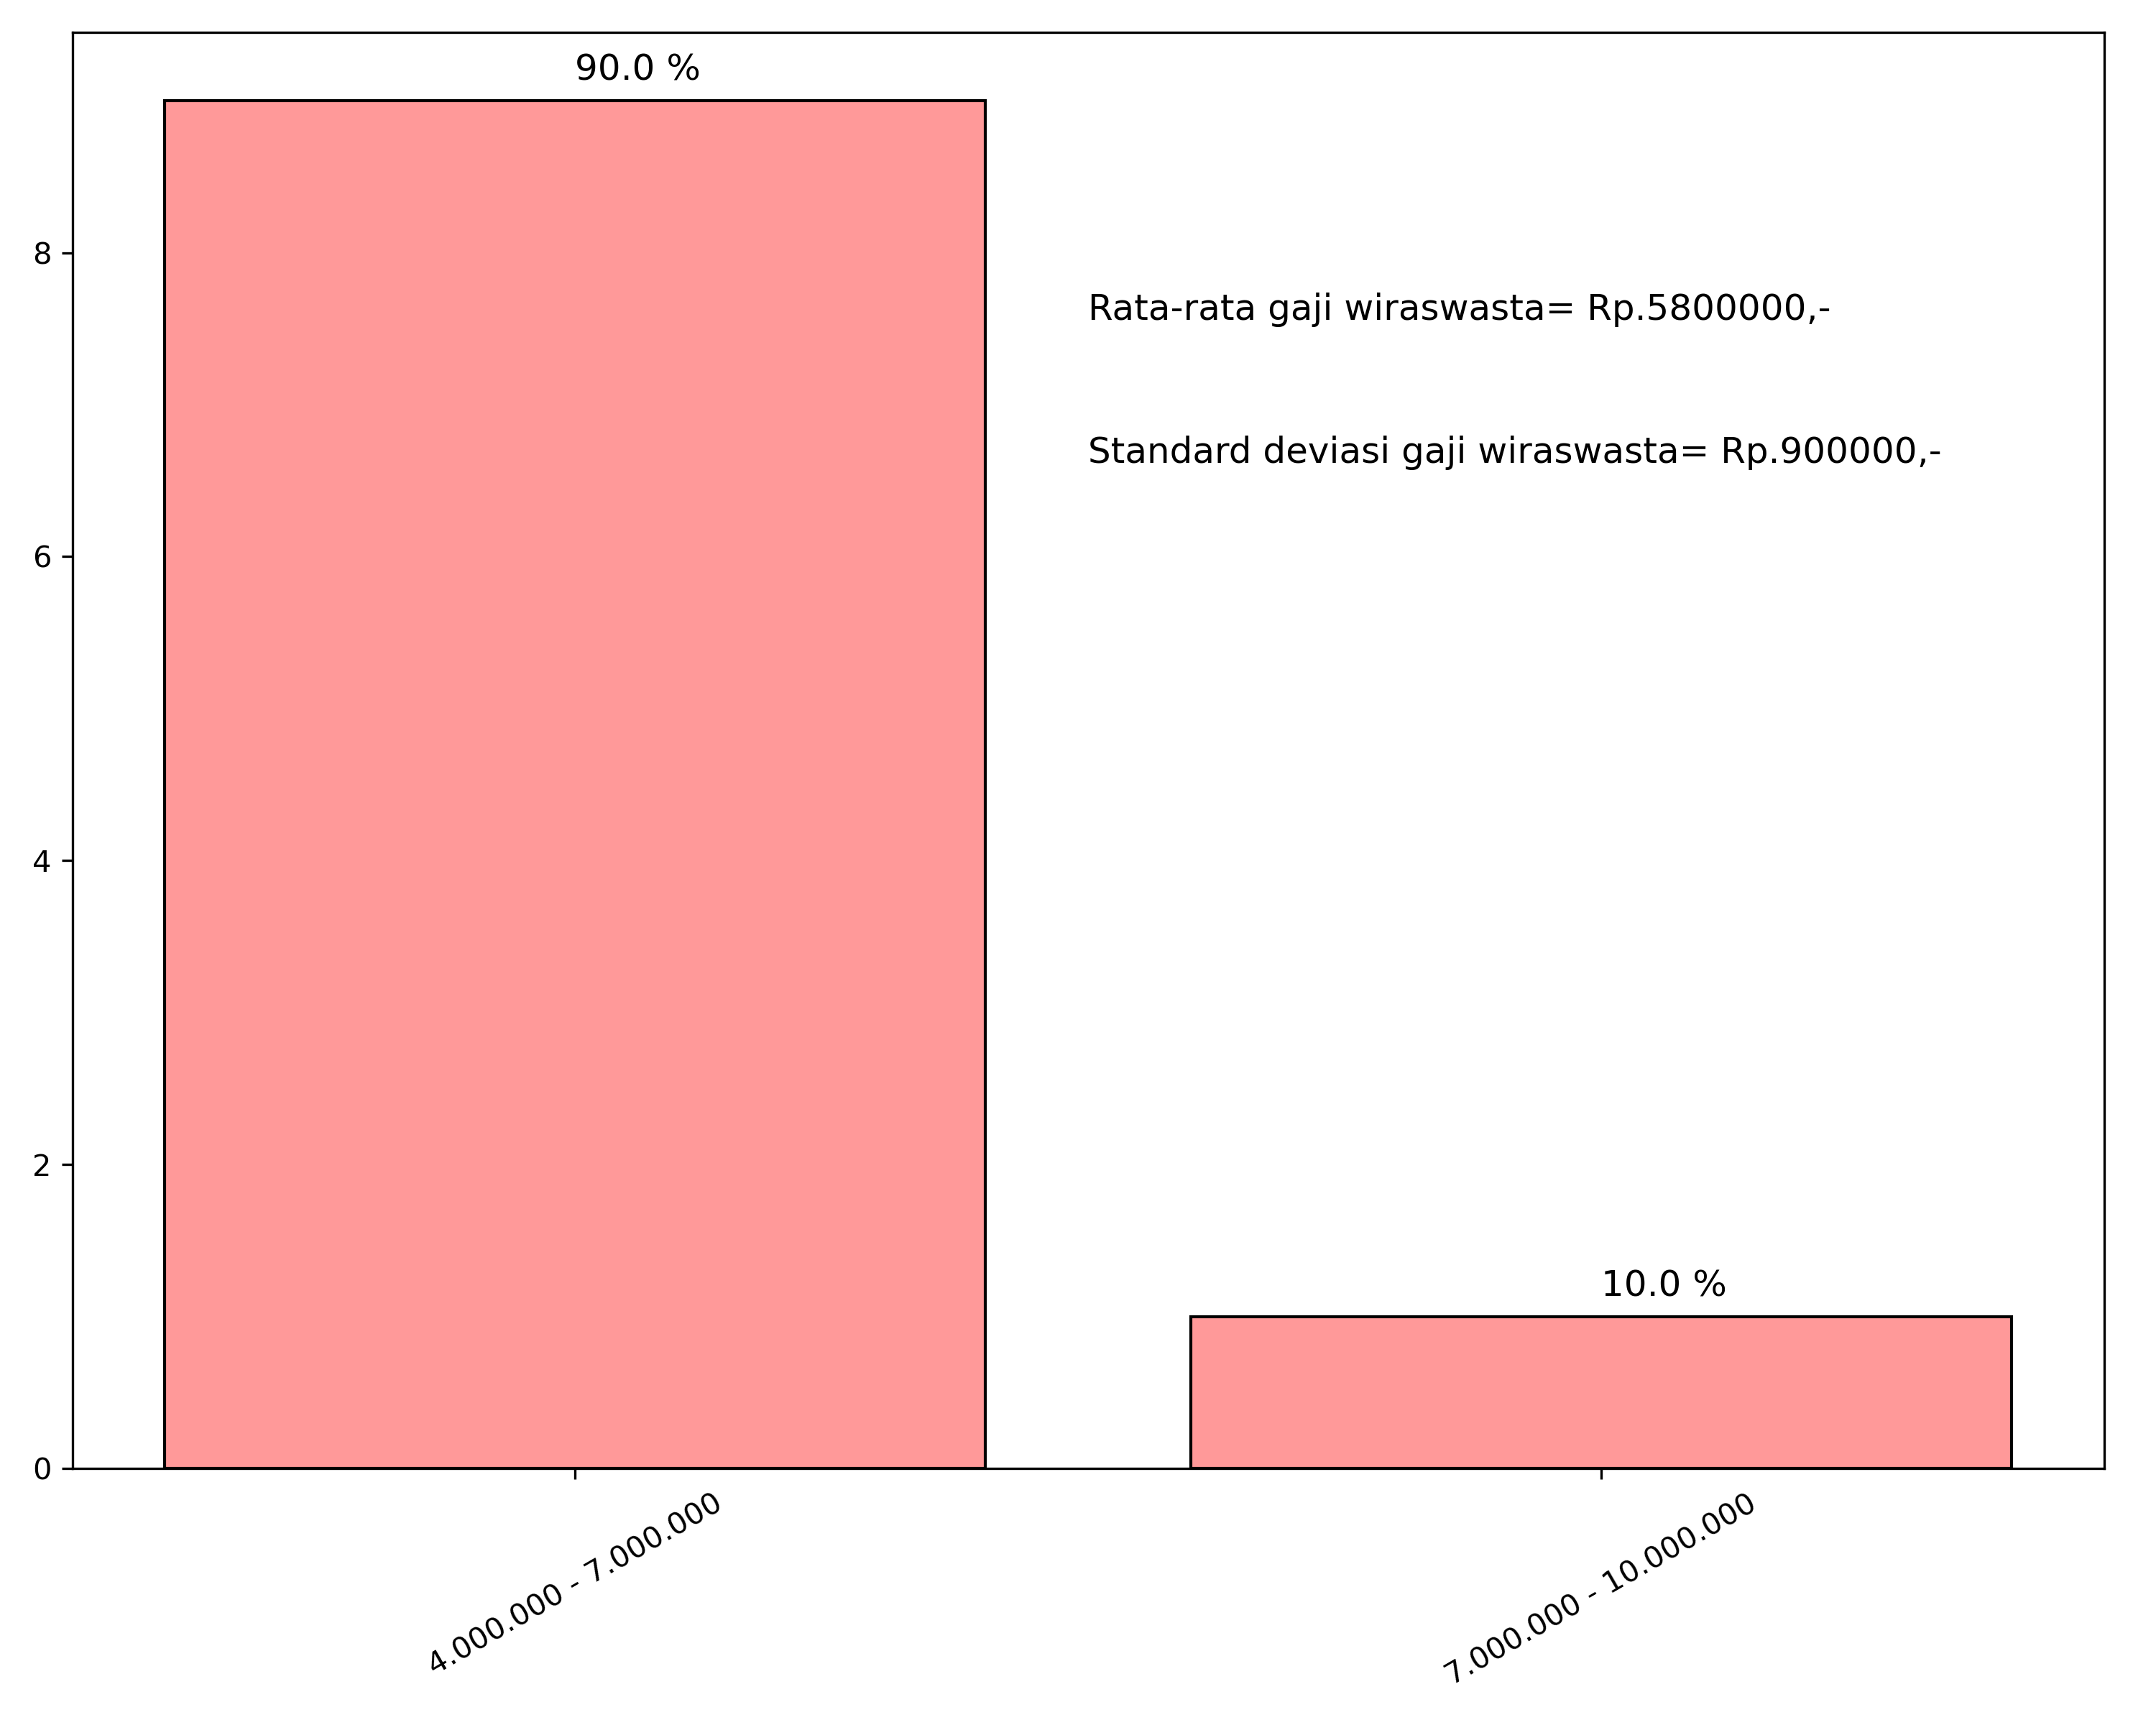 90.0 %
8
Rata-rata gaji wiraswasta= Rp.5800000,-
Standard deviasi gaji wiraswasta= Rp.900000,-
6
4
2
10.0 %
0
4.000.000 - 7.000.000
7.000.000 - 10.000.000